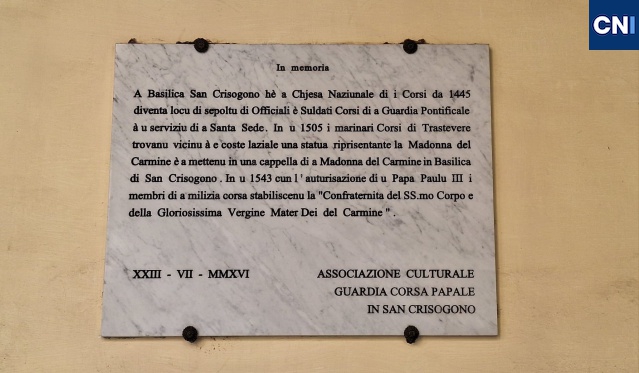 CNI
In memoria
A Basilica San Crisogono hè a Chjesa Naziunale di i Corsi da 1445
diventa locu di sepoltu di Officiali è Suldati Corsi di a Guardia Pontificale
à u serviziu di a Santa Sede. In u 1505 i marinari Corsi di Trastevere
trovanu vicinu à e coste laziale una statua riprisentante la Madonna del
Carmine è a mettenu in una cappella di a Madonna del Carmine in Basilica
di San Crisogono. In u 1543 cun l'auturisazione di u Papa Paulu III i
membri di a milizia corsa stabiliscenu la "Confraternita del SS.mo Corpo e
della Gloriosissima Vergine Mater Dei del Carmine".
XXIII - VII - MMXVI
ASSOCIAZIONE CULTURALE
GUARDIA CORSA PAPALE
IN SAN CRISOGONO